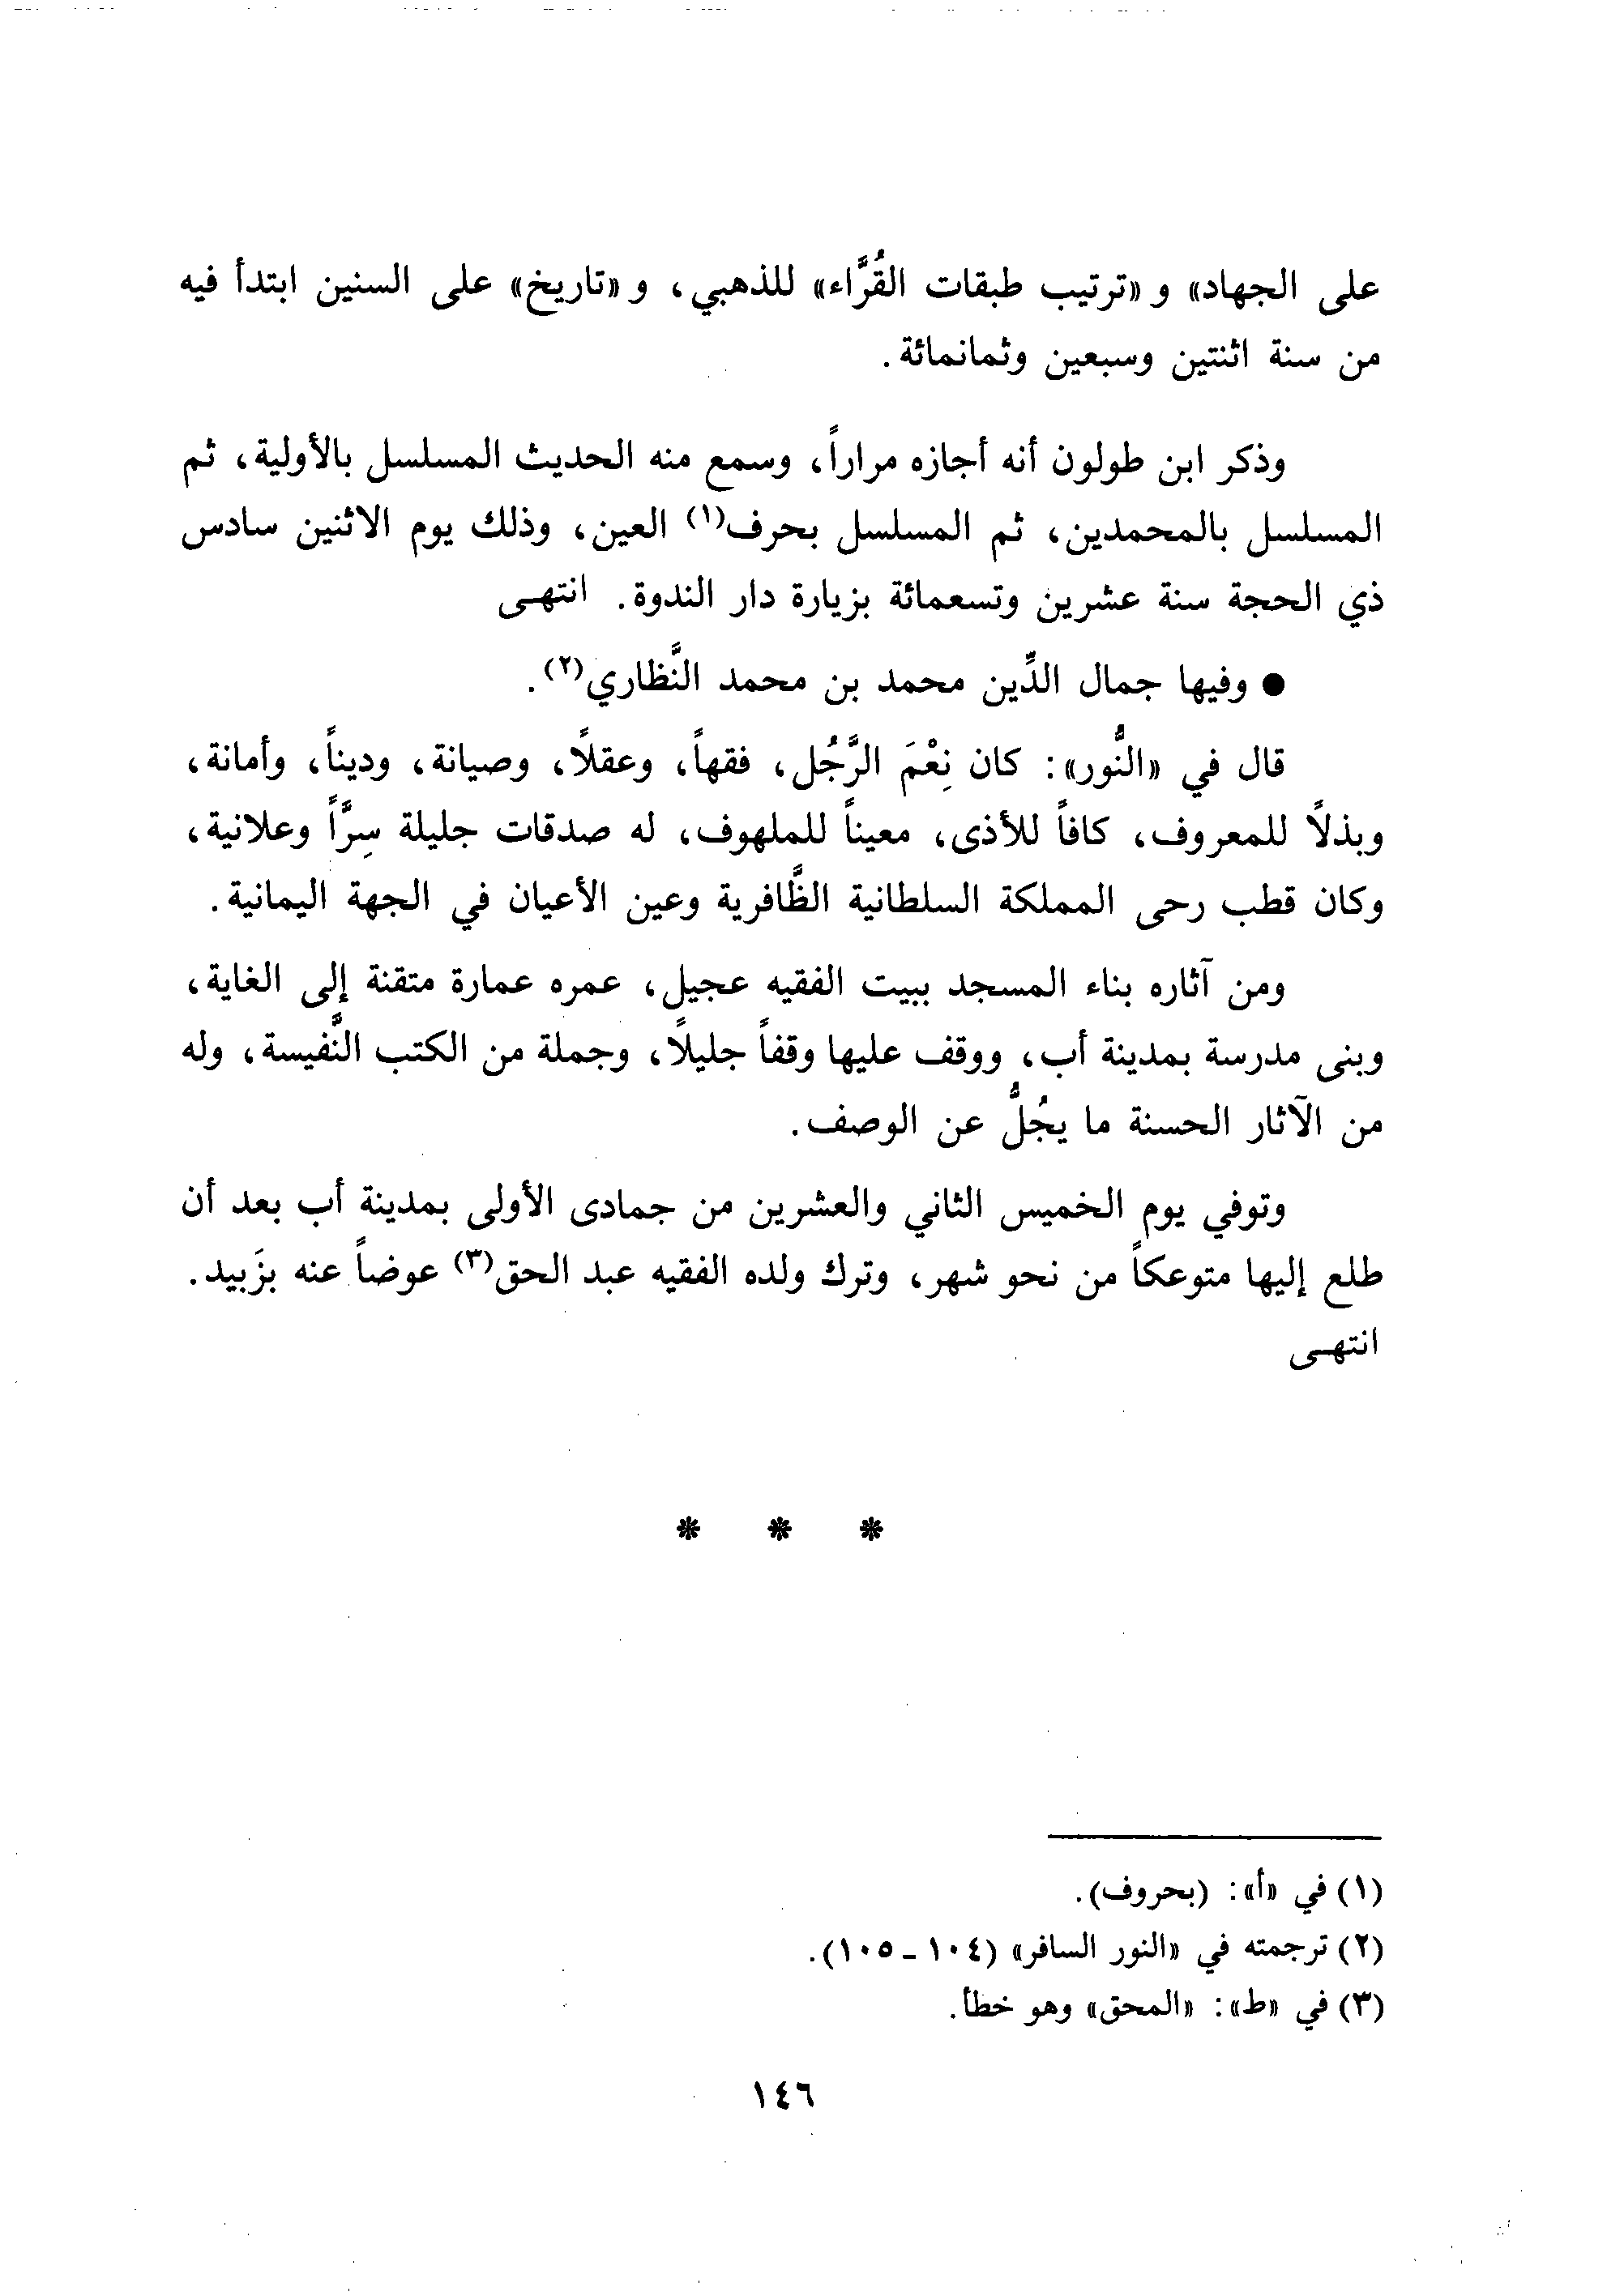 على الجهاد» و «ترتيب طبقات القُرَّاء» للذهبي، و «تاريخ» على السنين ابتدأ فيه
من سنة اثنتين وسبعين وثمانمائة.
وذكر ابن طولون أنه أجازه مراراً، وسمع منه الحديث المسلسل بالأولية، ثم
المسلسل بالمحمدين، ثم المسلسل بحرف(١) العين، وذلك يوم الاثنين سادس
ذي الحجة سنة عشرين وتسعمائة بزيارة دار الندوة. انتهـى
● وفيها جمال الدِّين محمد بن محمد النَّظاري(٢).
قال في «النُّور»: كان نِعْمَ الرَّجُل، فقهاً، وعقلاً، وصيانة، وديناً، وأمانة،
وبذلاً للمعروف، كافاً للأذى، معيناً للملهوف، له صدقات جليلة سِرَّاً وعلانية،
وكان قطب رحى المملكة السلطانية الظَّافرية وعين الأعيان في الجهة اليمانية.
ومن آثاره بناء المسجد ببيت الفقيه عجيل، عمره عمارة متقنة إلى الغاية،
وبنى مدرسة بمدينة أب، ووقف عليها وقفاً جليلاً، وجملة من الكتب النَّفيسة، وله
من الآثار الحسنة ما يجُلُّ عن الوصف.
وتوفي يوم الخميس الثاني والعشرين من جمادى الأولى بمدينة أب بعد أن
طلع إليها متوعكاً من نحو شهر، وترك ولده الفقيه عبد الحق(٣) عوضاً عنه بزَبيد.
انتهـى
* * *
(١) في «أ»: (بحروف).
(٢) ترجمته في «النور السافر» (١٠٤ - ١٠٥).
(٣) في «ط»: «المحق» وهو خطأ.
١٤٦